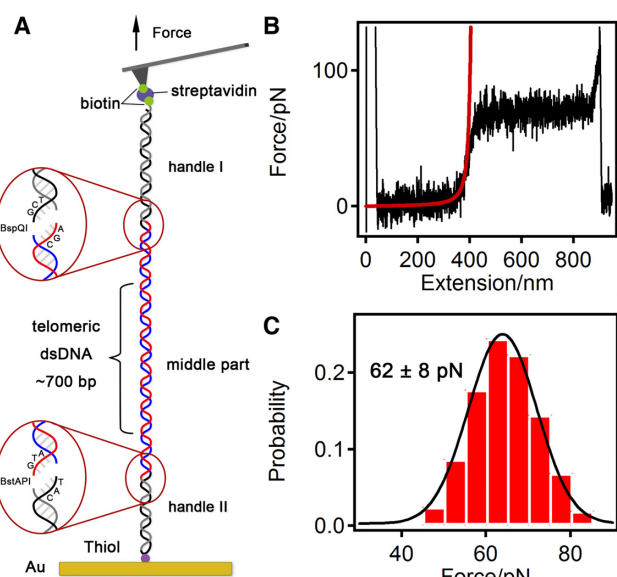 A
Force
biotin
streptavidin
handle I
G C T
BspQI
C G A
telomeric
dsDNA
~700 bp
middle part
G T A
BstAPI
C A T
handle II
Thiol
Au
B
Force/pN
100
0
0 200 400 600 800
Extension/nm
C
62 ± 8 pN
Probability
0.2
0.1
0.0
40 60 80
Force/pN